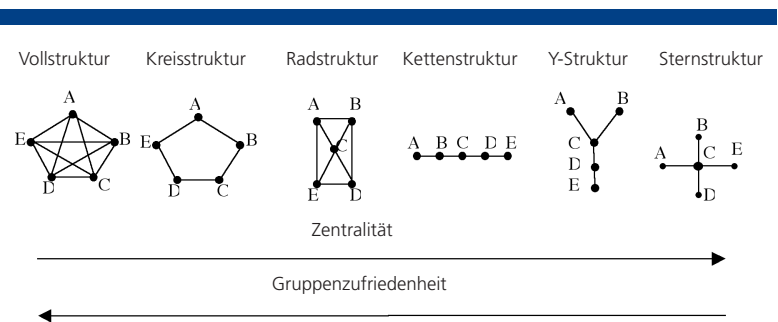 Vollstruktur Kreisstruktur Radstruktur Kettenstruktur Y-Struktur Sternstruktur
A B C D E
A B C D E
A B C E D
A B C D E
A B C D E
B A C E D
Zentralität
Gruppenzufriedenheit